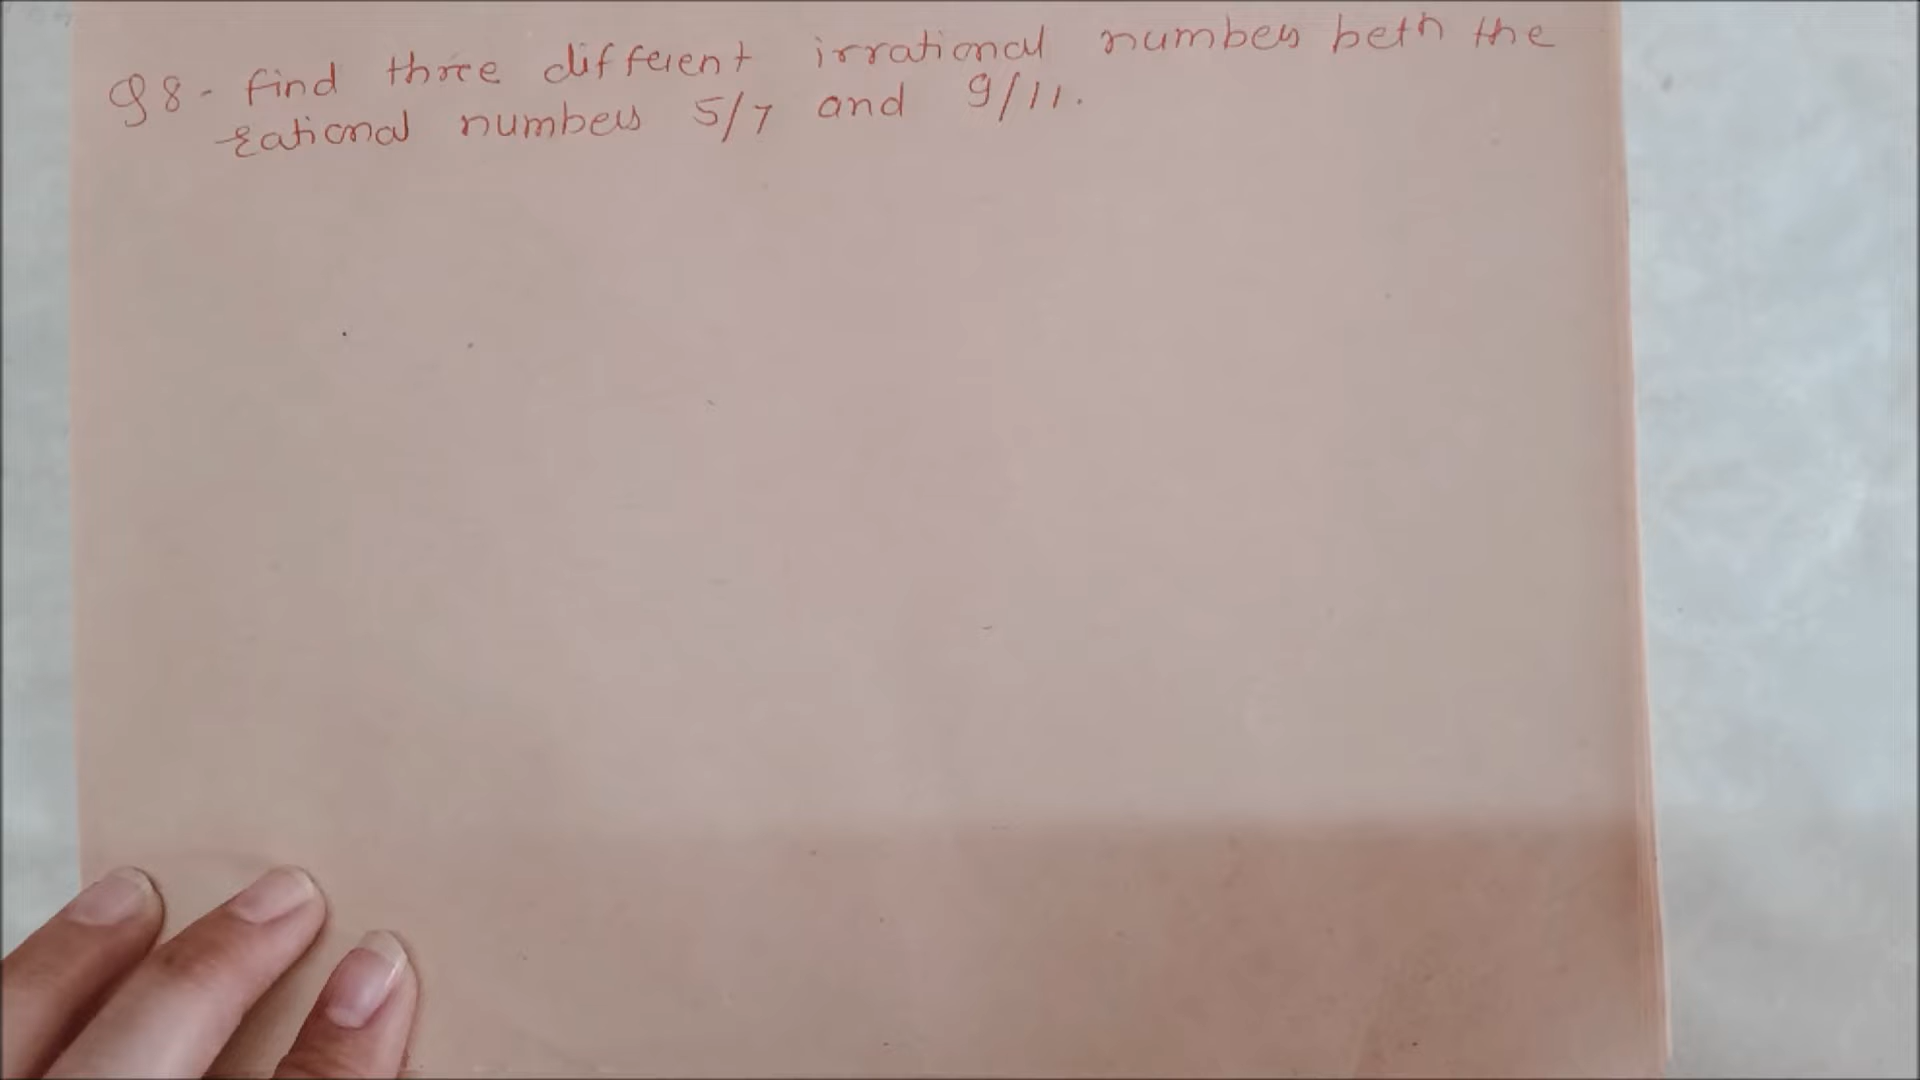 Q8- find three different irrational numbers beth the
rational numbers 5/7 and 9/11.